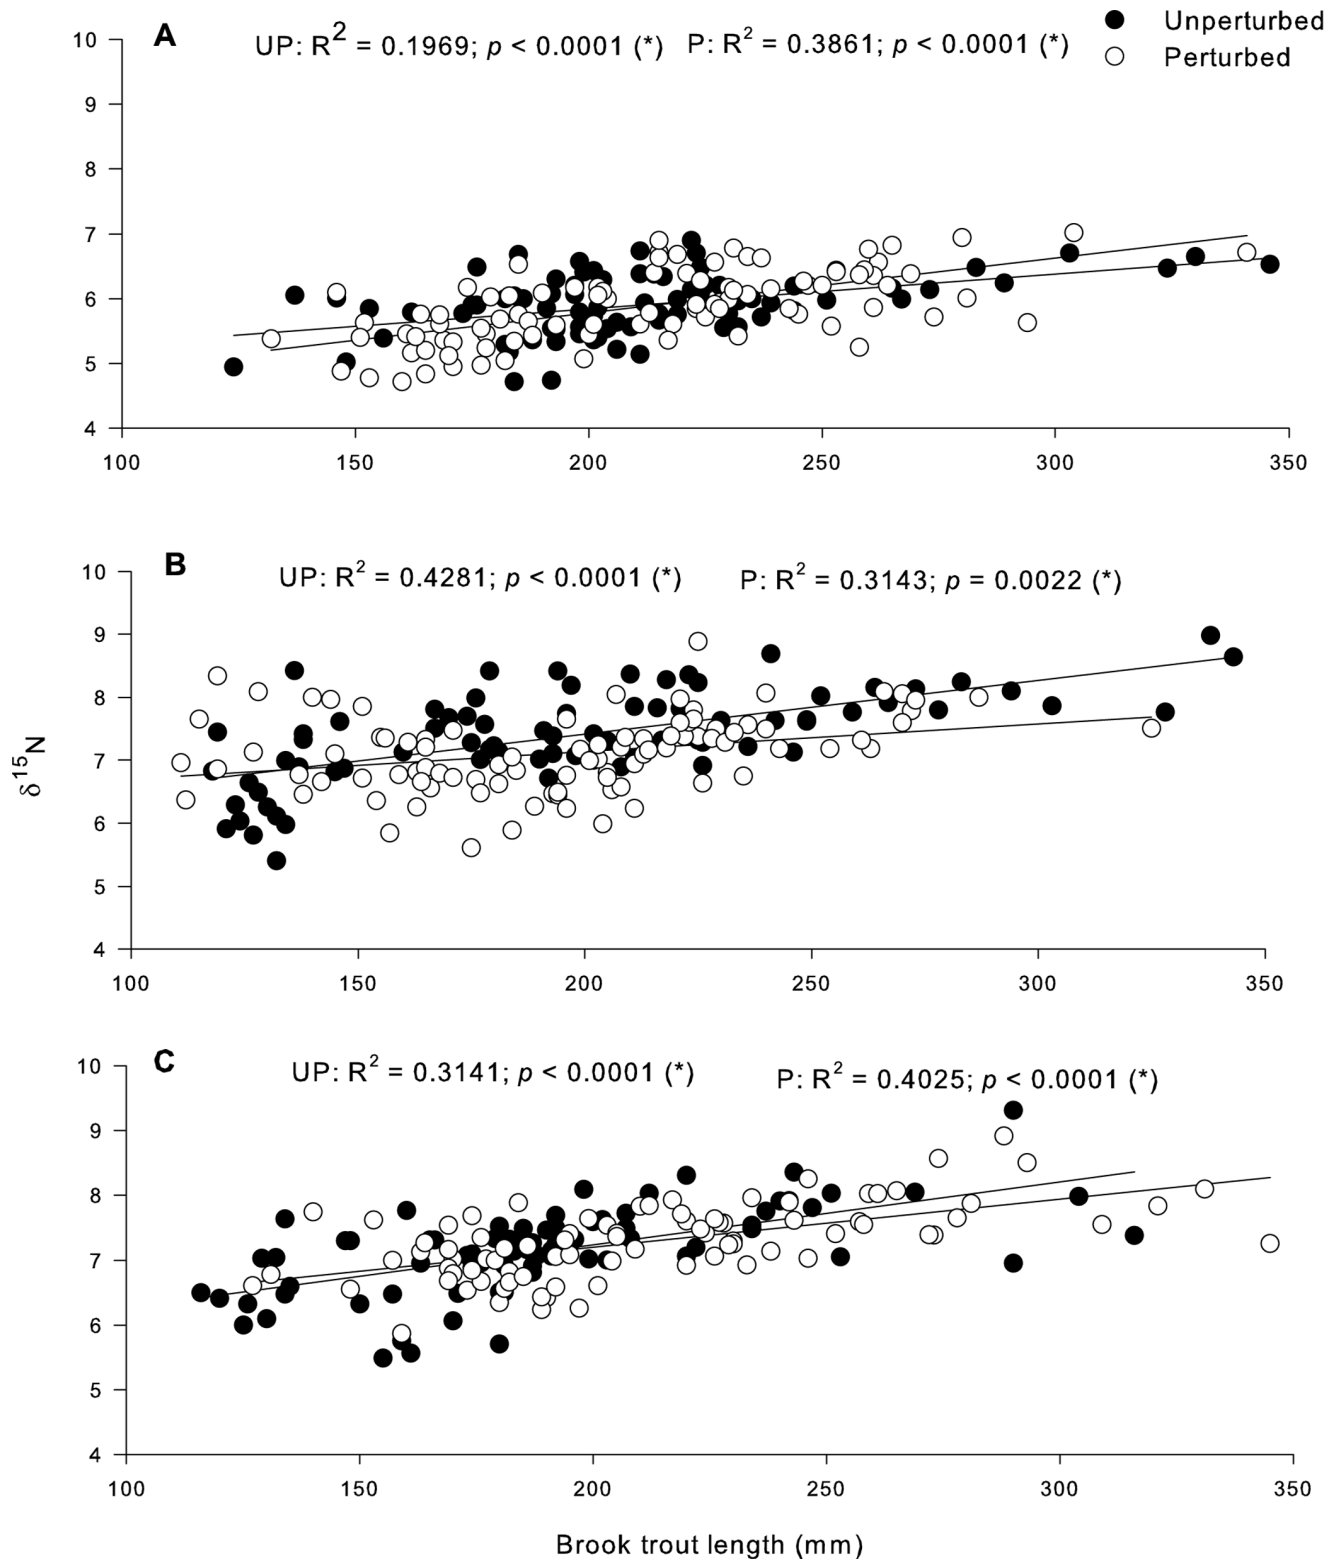 Unperturbed
Perturbed
A
UP: R² = 0.1969; p < 0.0001 (*) P: R² = 0.3861; p < 0.0001 (*)
10
9
8
7
6
5
4
100 150 200 250 300 350
B
UP: R² = 0.4281; p < 0.0001 (*) P: R² = 0.3143; p = 0.0022 (*)
10
9
8
7
6
5
4
100 150 200 250 300 350
δ¹⁵N
C
UP: R² = 0.3141; p < 0.0001 (*) P: R² = 0.4025; p < 0.0001 (*)
10
9
8
7
6
5
4
100 150 200 250 300 350
Brook trout length (mm)